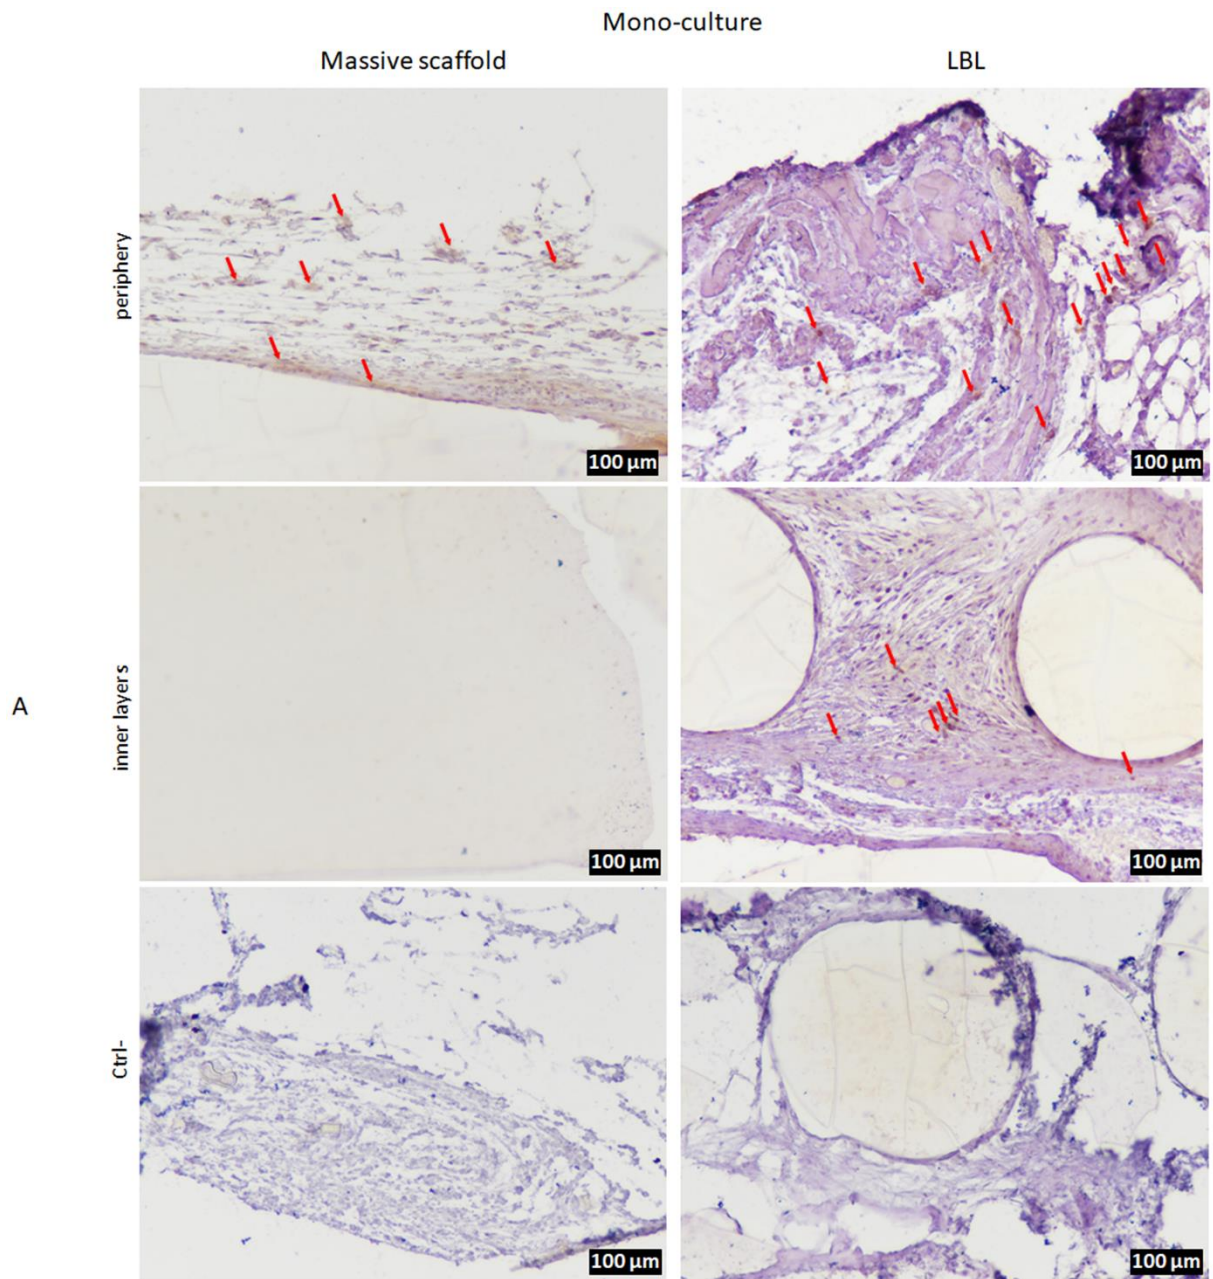 Mono-culture
Massive scaffold
LBL
periphery
100 µm
100 µm
A
inner layers
100 µm
100 µm
Ctrl-
100 µm
100 µm